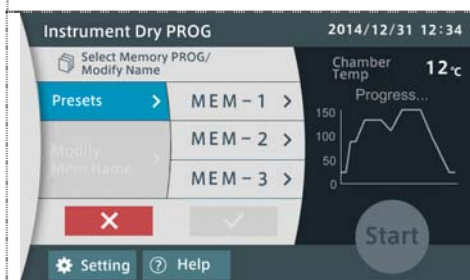 Instrument Dry PROG
2014/12/31 12:34
Select Memory PROG/
Modify Name
Presets >
MEM-1 >
Modify
Mem Name >
MEM-2 >
MEM-3 >
Chamber
Temp
12℃
Progress...
150
100
50
0
Start
Setting
? Help